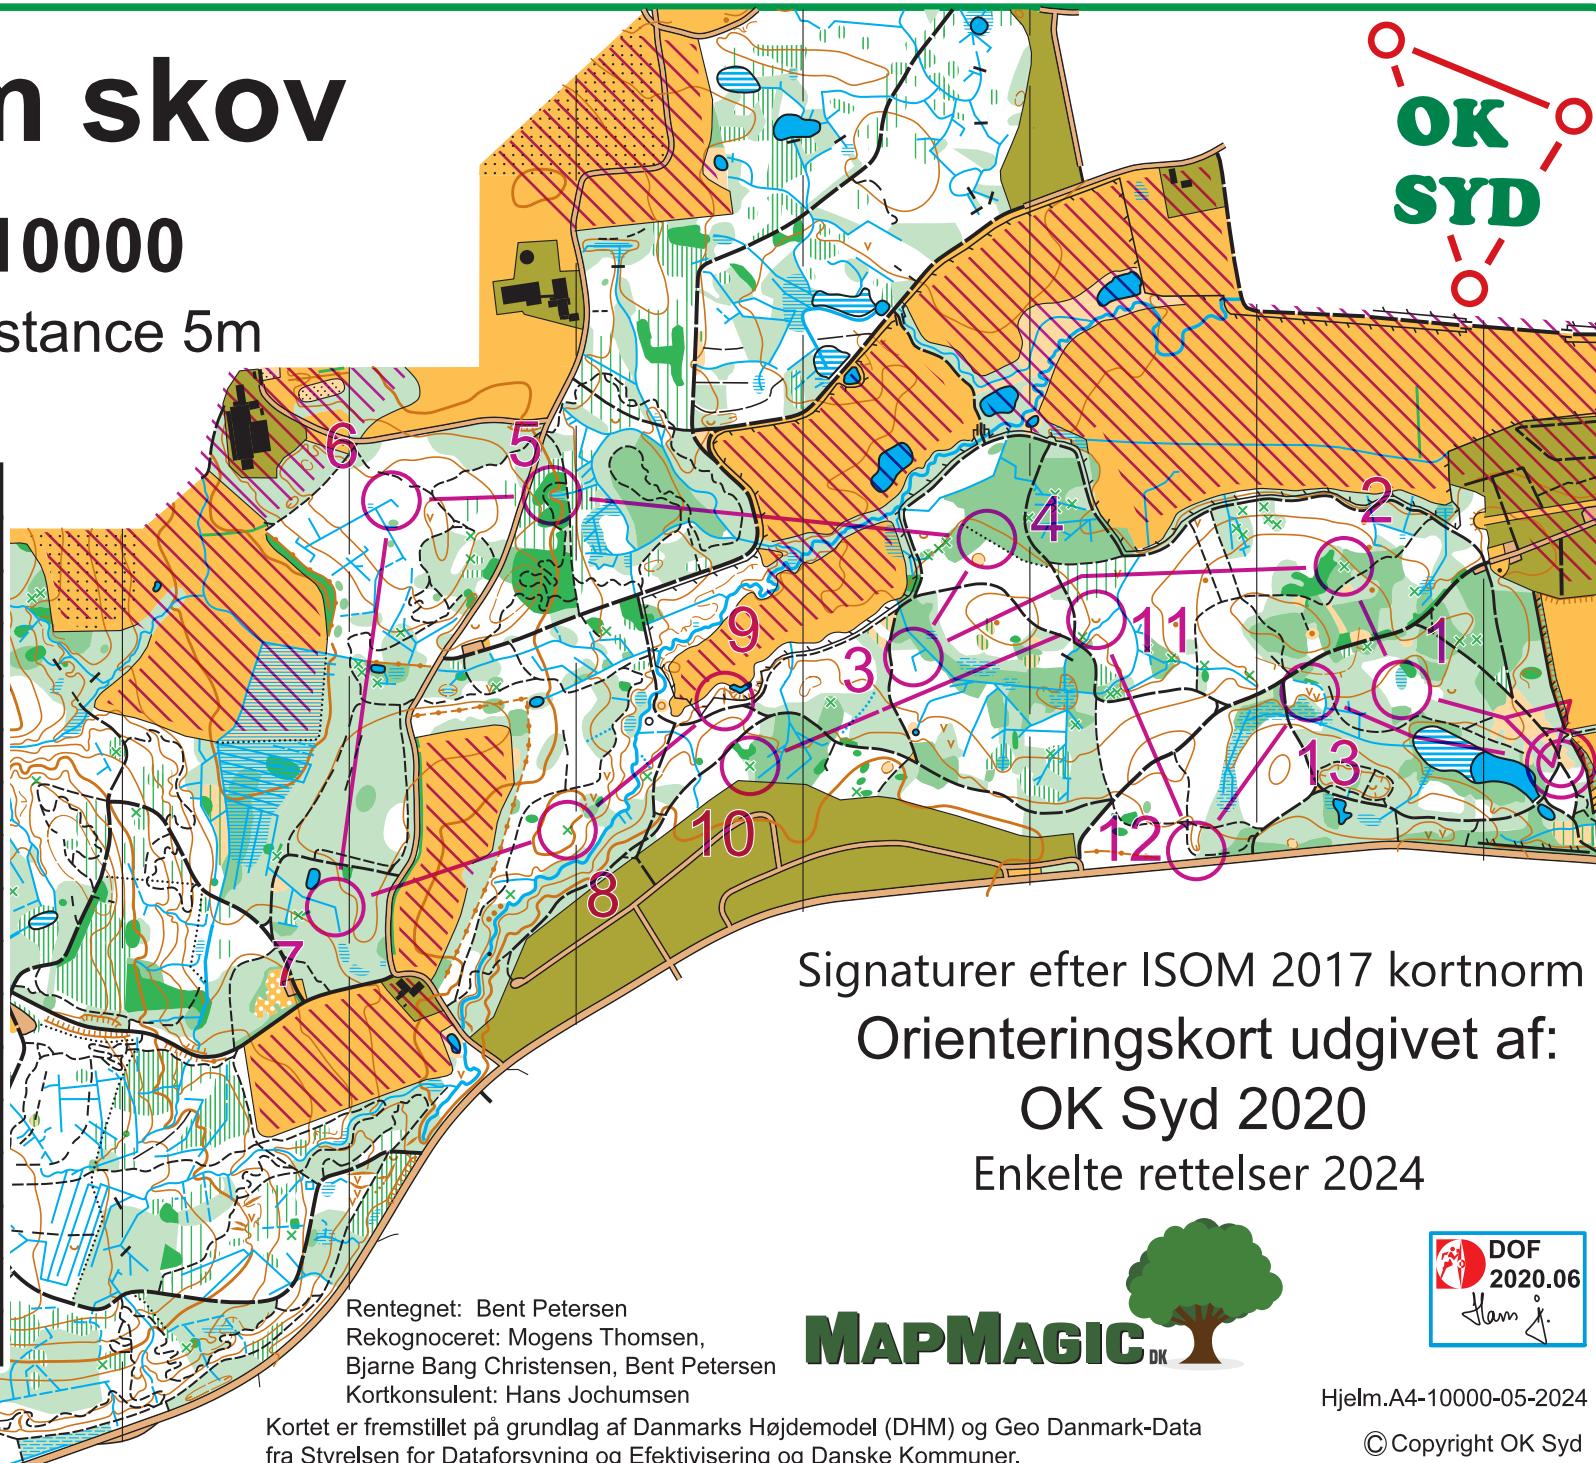 m skov
10000
stance 5m
OK
SYD
6
5
4
2
9
11
1
3
13
10
12
8
7
Signaturer efter ISOM 2017 kortnorm
Orienteringskort udgivet af:
OK Syd 2020
Enkelte rettelser 2024
MAPMAGIC DK
DOF
2020.06
Hans J.
Rentegnet: Bent Petersen
Rekognoceret: Mogens Thomsen,
Bjarne Bang Christensen, Bent Petersen
Kortkonsulent: Hans Jochumsen
Hjelm.A4-10000-05-2024
Kortet er fremstillet på grundlag af Danmarks Højdemodel (DHM) og Geo Danmark-Data
fra Styrelsen for Dataforsyning og Efektivisering og Danske Kommuner.
© Copyright OK Syd